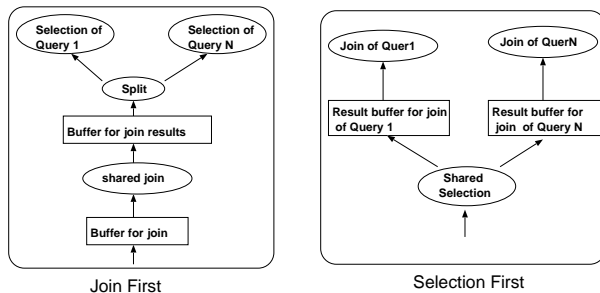 Selection of
Query 1
Selection of
Query N
Split
Buffer for join results
shared join
Buffer for join
Join First
Join of Quer1
Join of QuerN
Result buffer for join
of Query 1
Result buffer for
join of Query N
Shared
Selection
Selection First